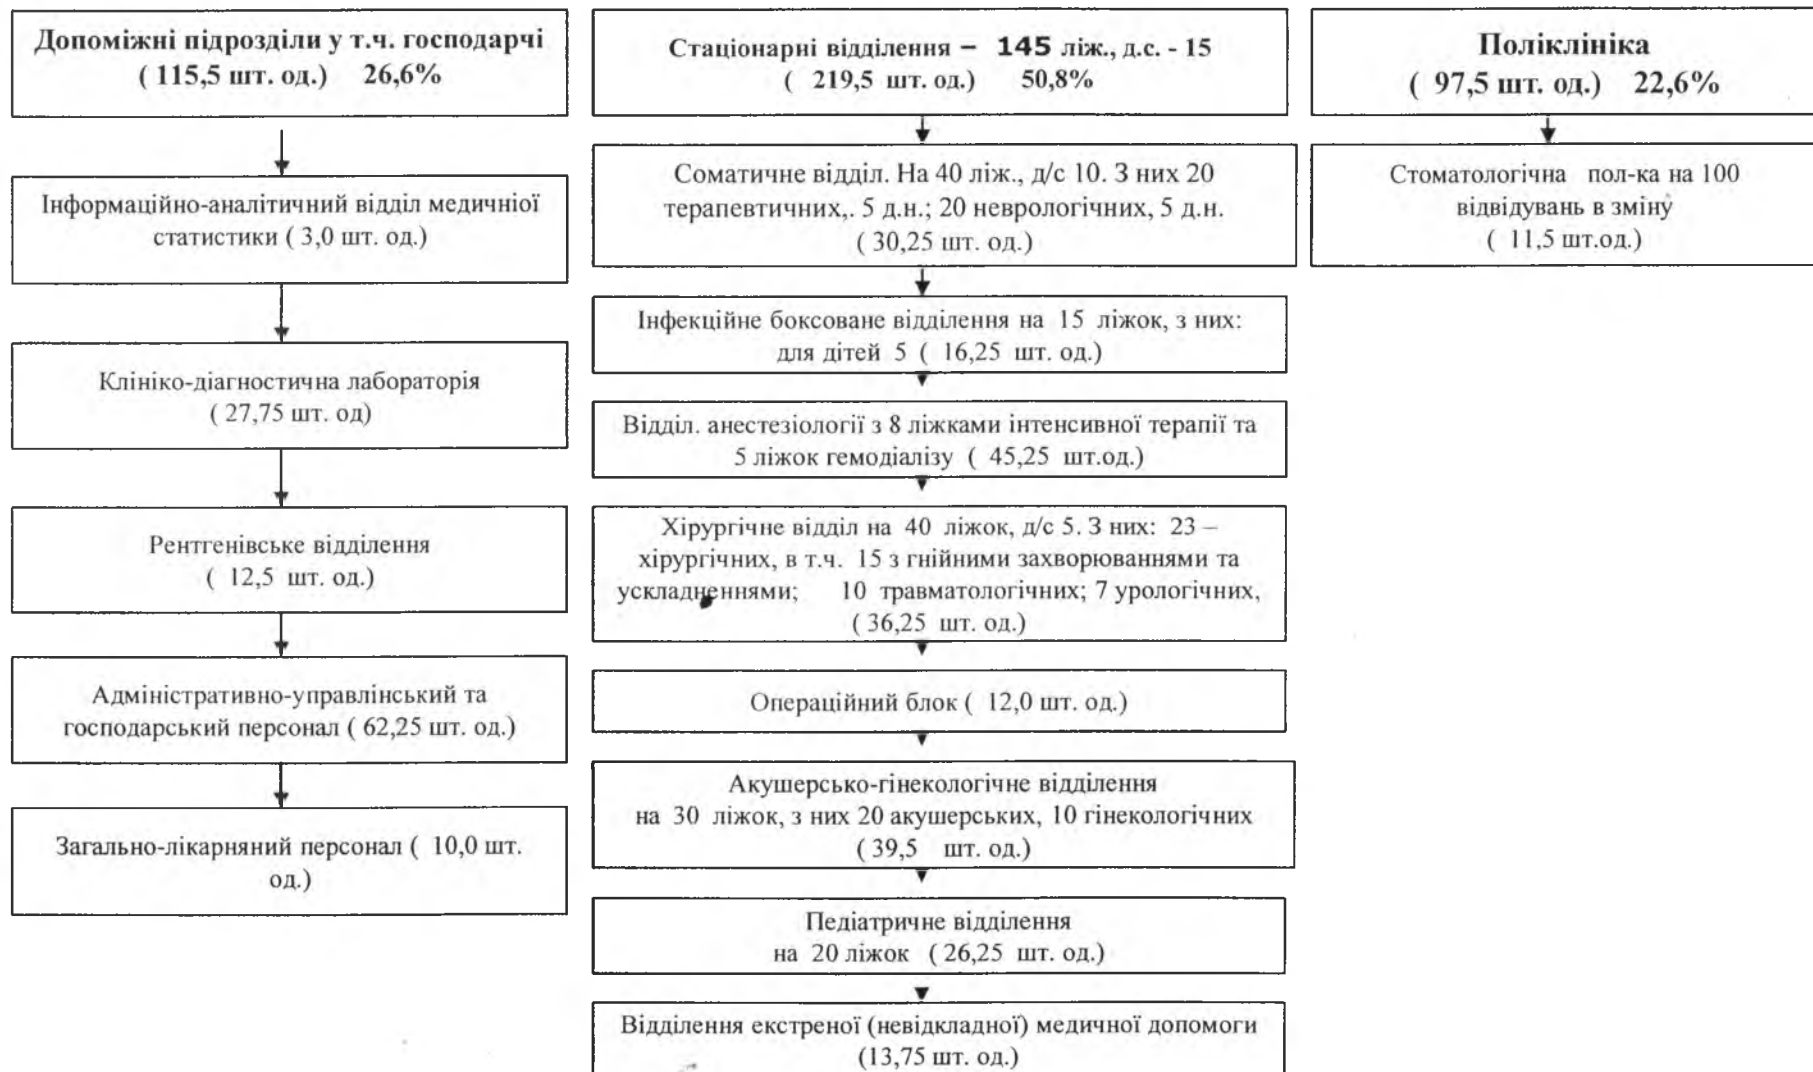 Допоміжні підрозділи у т.ч. господарчі
( 115,5 шт. од.) 26,6%
Інформаційно-аналітичний відділ медичніої
статистики ( 3,0 шт. од.)
Клініко-діагностична лабораторія
( 27,75 шт. од)
Рентгенівське відділення
( 12,5 шт. од.)
Адміністративно-управлінський та
господарський персонал ( 62,25 шт. од.)
Загально-лікарняний персонал ( 10,0 шт.
од.)
Стаціонарні відділення – 145 ліж., д.с. - 15
( 219,5 шт. од.) 50,8%
Соматичне відділ. На 40 ліж., д/с 10. З них 20
терапевтичних,. 5 д.н.; 20 неврологічних, 5 д.н.
( 30,25 шт. од.)
Інфекційне боксоване відділення на 15 ліжок, з них:
для дітей 5 ( 16,25 шт. од.)
Відділ. анестезіології з 8 ліжками інтенсивної терапії та
5 ліжок гемодіалізу ( 45,25 шт.од.)
Хірургічне відділ на 40 ліжок, д/с 5. З них: 23 –
хірургічних, в т.ч. 15 з гнійними захворюваннями та
ускладненнями; 10 травматологічних; 7 урологічних,
( 36,25 шт. од.)
Операційний блок ( 12,0 шт. од.)
Акушерсько-гінекологічне відділення
на 30 ліжок, з них 20 акушерських, 10 гінекологічних
( 39,5 шт. од.)
Педіатричне відділення
на 20 ліжок ( 26,25 шт. од.)
Відділення екстреної (невідкладної) медичної допомоги
(13,75 шт. од.)
Поліклініка
( 97,5 шт. од.) 22,6%
Стоматологічна пол-ка на 100
відвідувань в зміну
( 11,5 шт.од.)